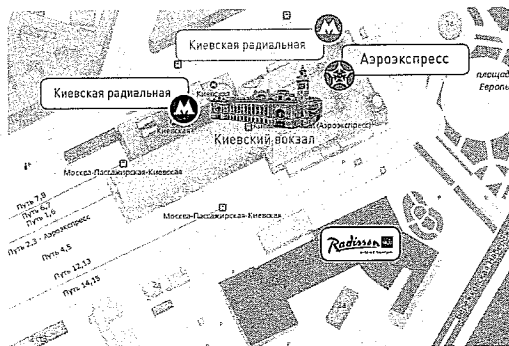 Киевская радиальная
Аэроэкспресс
площадь
Европы
Киевская радиальная
Киевская
Киевская
(Аэроэкспресс)
Киевский вокзал
Москва-Пассажирская-Киевская
Москва-Пассажирская-Киевская
Путь 7,8
Путь 6,7
Путь 1,6
Путь 2,3 - Аэроэкспресс
Путь 4,5
Путь 12,13
Путь 14,15
Radisson